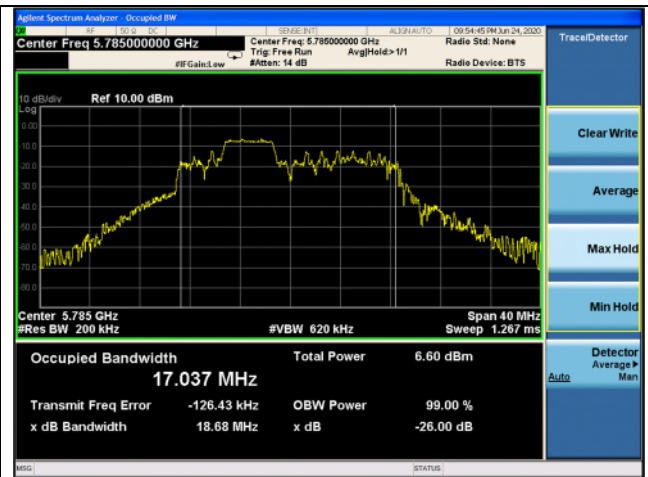 Agilent Spectrum Analyzer - Occupied BW
RF 50 Ω DC SENSE:INT ALIGN AUTO 09:54:45 PM Jun 24, 2020
Center Freq 5.785000000 GHz
Center Freq: 5.785000000 GHz
Radio Std: None
Trig: Free Run Avg|Hold:>1/1
#IFGain:Low #Atten: 14 dB Radio Device: BTS
Trace/Detector
10 dB/div Ref 10.00 dBm
Log
0.00
-10.0
-20.0
-30.0
-40.0
-50.0
-60.0
-70.0
-80.0
Center 5.785 GHz Span 40 MHz
#Res BW 200 kHz #VBW 620 kHz Sweep 1.267 ms
Occupied Bandwidth Total Power 6.60 dBm
17.037 MHz
Transmit Freq Error -126.43 kHz OBW Power 99.00 %
x dB Bandwidth 18.68 MHz x dB -26.00 dB
Clear Write
Average
Max Hold
Min Hold
Detector
Average▶
Auto Man
MSG STATUS